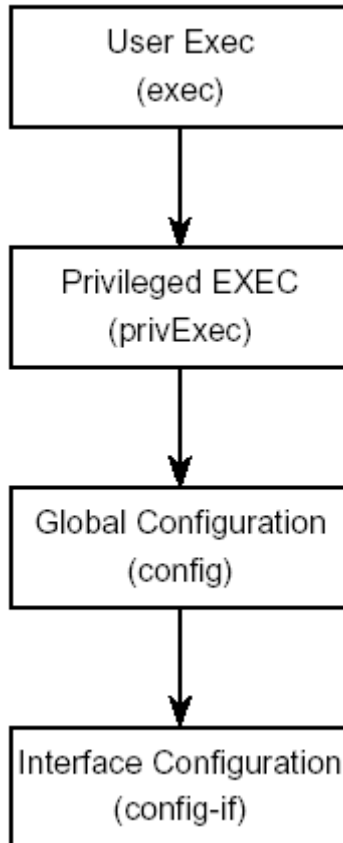 User Exec
(exec)
Privileged EXEC
(privExec)
Global Configuration
(config)
Interface Configuration
(config-if)